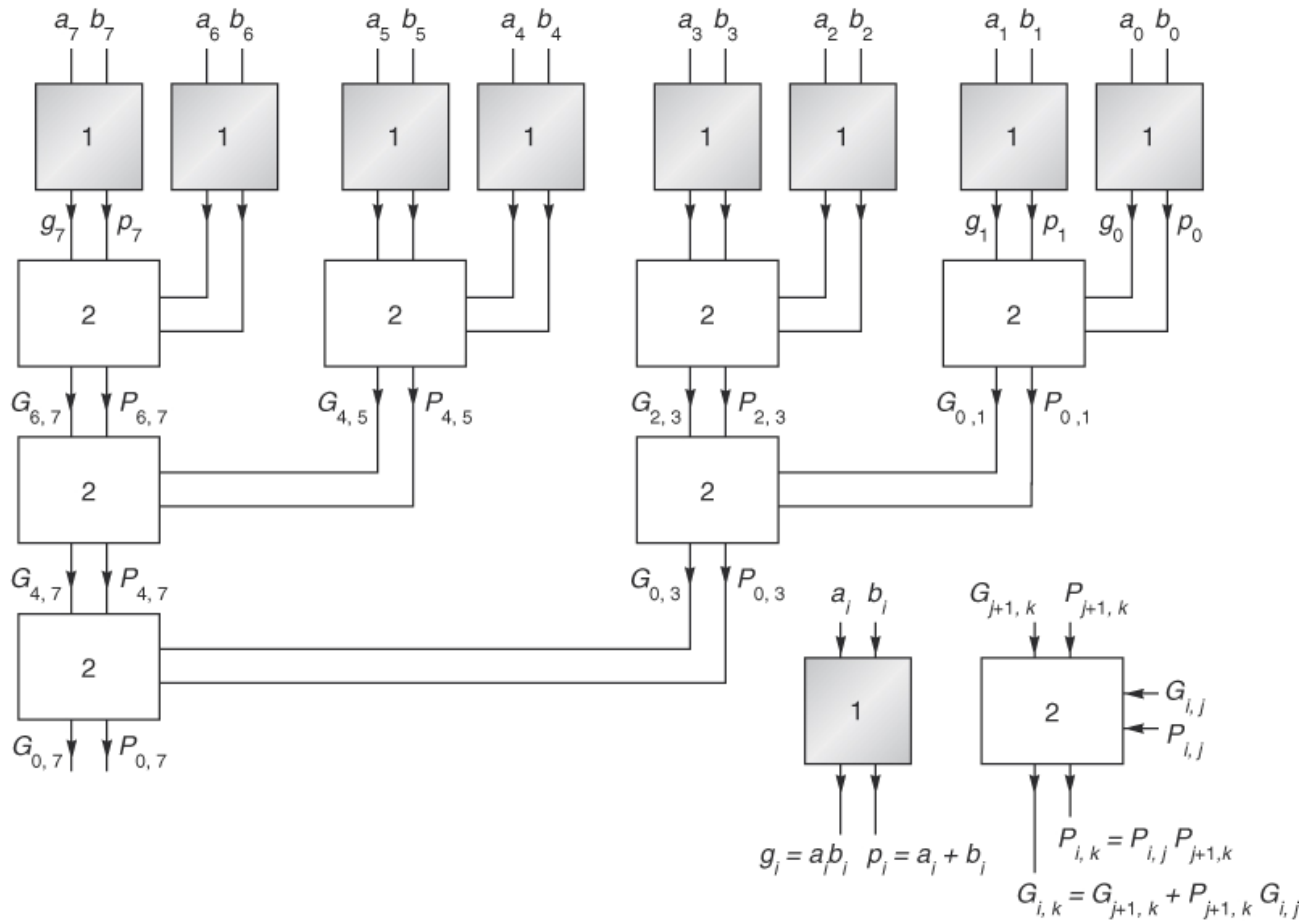 a7 b7 a6 b6 a5 b5 a4 b4 a3 b3 a2 b2 a1 b1 a0 b0
1 1 1 1 1 1 1 1
g7 p7 g1 p1 g0 p0
2 2 2 2
G6, 7 P6, 7 G4, 5 P4, 5 G2, 3 P2, 3 G0 ,1 P0 ,1
2 2
G4, 7 P4, 7 G0, 3 P0, 3
ai bi Gj+1, k Pj+1, k
2 1 2 Gi, j
Pi, j
G0, 7 P0, 7
gi = aibi pi = ai + bi Pi, k = Pi, j Pj+1,k
Gi, k = Gj+1, k + Pj+1, k Gi, j